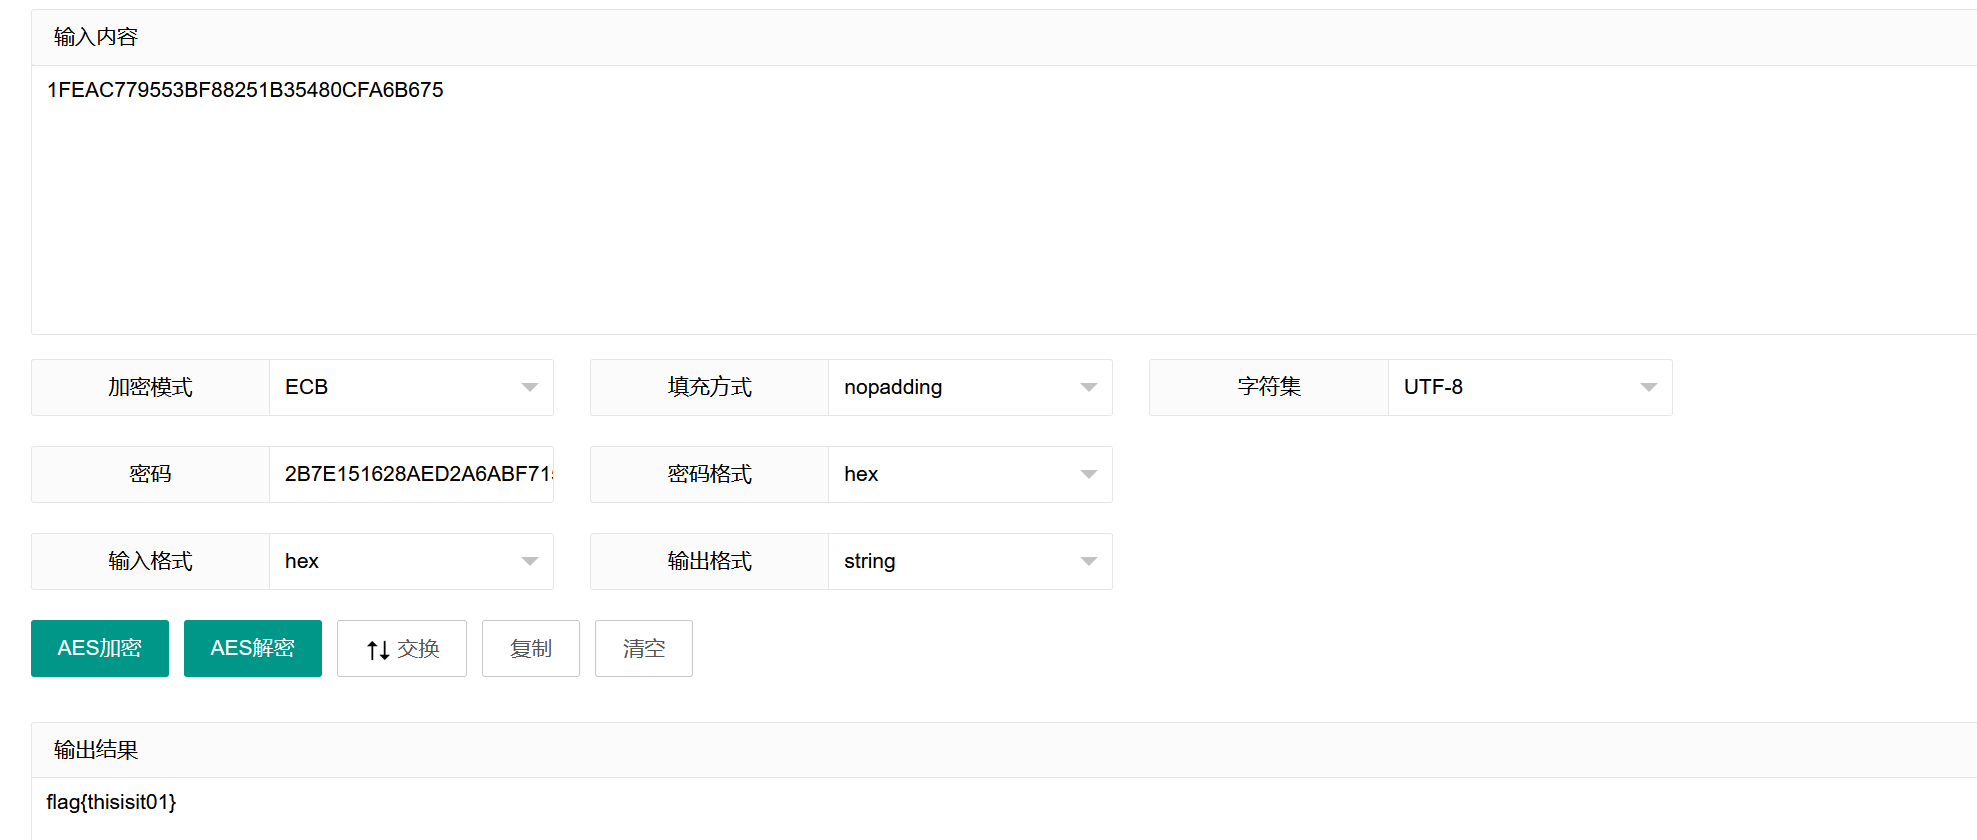 输入内容
1FEAC779553BF88251B35480CFA6B675
加密模式 ECB 填充方式 nopadding 字符集 UTF-8
密码 2B7E151628AED2A6ABF715 密码格式 hex
输入格式 hex 输出格式 string
AES加密 AES解密 交换 复制 清空
输出结果
flag{thisisit01}